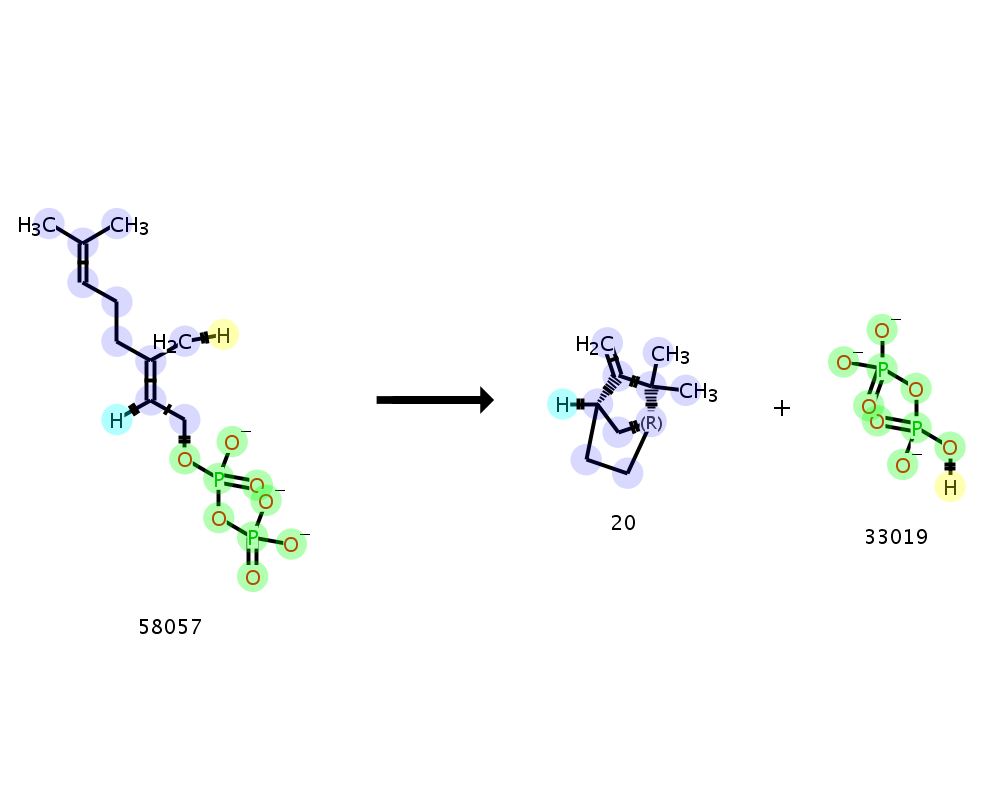 H3C CH3
H2C H
H
O O−
P O O−
O P O−
O
58057
H2C CH3
H CH3
(R)
20
+
O−
O− P O
O O P O
O− H
33019